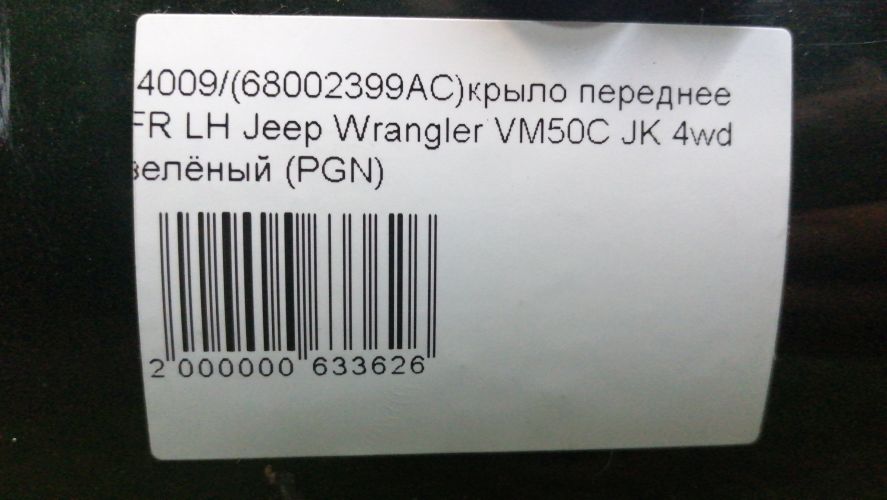 4009/(68002399AC)крыло переднее
FR LH Jeep Wrangler VM50C JK 4wd
зелёный (PGN)
2 000000 633626